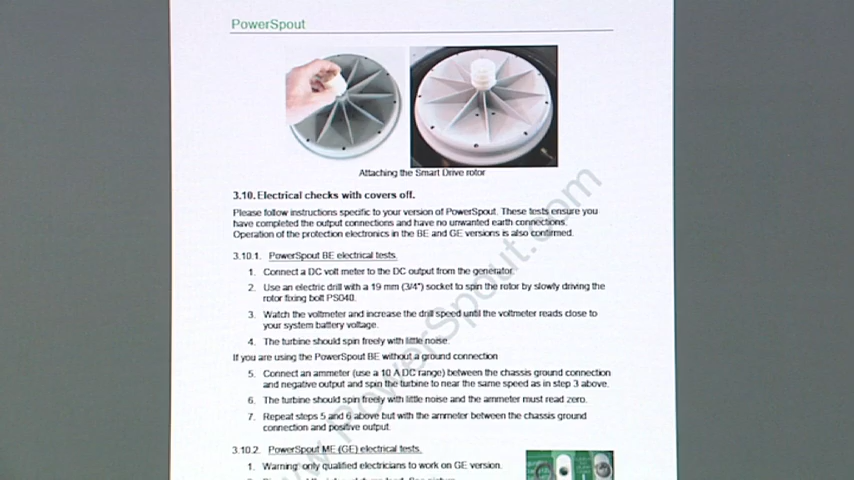 PowerSpout
Attaching the Smart Drive rotor
3.10. Electrical checks with covers off.
Please follow instructions specific to your version of PowerSpout. These tests ensure you
have completed the output connections and have no unwanted earth connections.
Operation of the protection electronics in the BE and GE versions is also confirmed.
3.10.1. PowerSpout BE electrical tests.
1. Connect a DC volt meter to the DC output from the generator.
2. Use an electric drill with a 19 mm (3/4") socket to spin the rotor by slowly driving the
rotor fixing bolt PS040.
3. Watch the voltmeter and increase the drill speed until the voltmeter reads close to
your system battery voltage.
4. The turbine should spin freely with little noise.
If you are using the PowerSpout BE without a ground connection
5. Connect an ammeter (use a 10 A DC range) between the chassis ground connection
and negative output and spin the turbine to near the same speed as in step 3 above.
6. The turbine should spin freely with little noise and the ammeter must read zero.
7. Repeat steps 5 and 6 above but with the ammeter between the chassis ground
connection and positive output.
3.10.2. PowerSpout ME (GE) electrical tests.
1. Warning: only qualified electricians to work on GE version.
www.PowerSpout.com